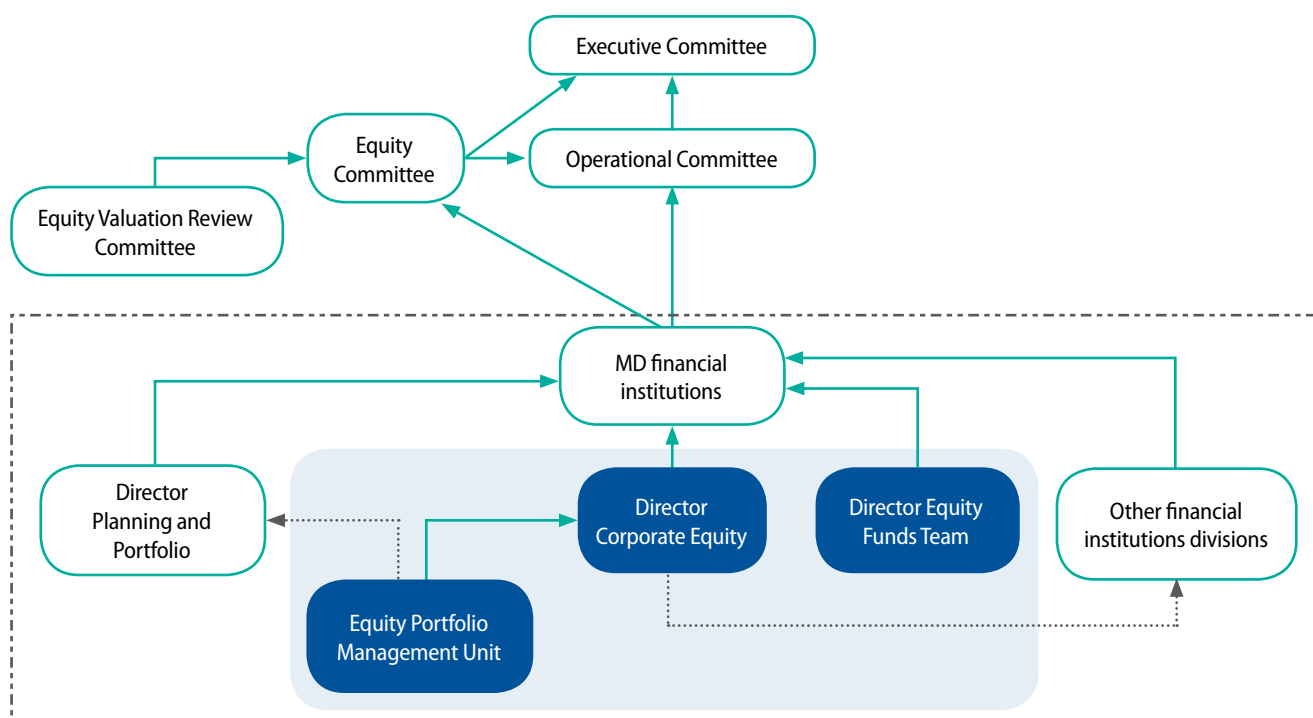 Executive Committee
Equity
Committee
Operational Committee
Equity Valuation Review
Committee
MD financial
institutions
Director
Planning and
Portfolio
Director
Corporate Equity
Director Equity
Funds Team
Other financial
institutions divisions
Equity Portfolio
Management Unit